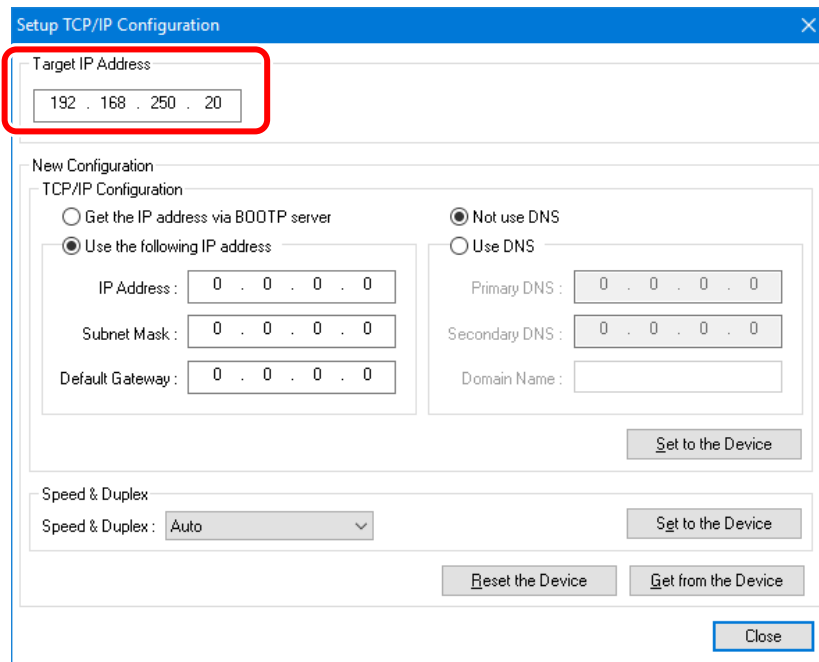 Setup TCP/IP Configuration
Target IP Address
192 . 168 . 250 . 20
New Configuration
TCP/IP Configuration
Get the IP address via BOOTP server
Not use DNS
Use the following IP address
Use DNS
IP Address : 0 . 0 . 0 . 0
Primary DNS : 0 . 0 . 0 . 0
Subnet Mask : 0 . 0 . 0 . 0
Secondary DNS : 0 . 0 . 0 . 0
Default Gateway : 0 . 0 . 0 . 0
Domain Name :
Set to the Device
Speed & Duplex
Speed & Duplex : Auto
Set to the Device
Reset the Device
Get from the Device
Close